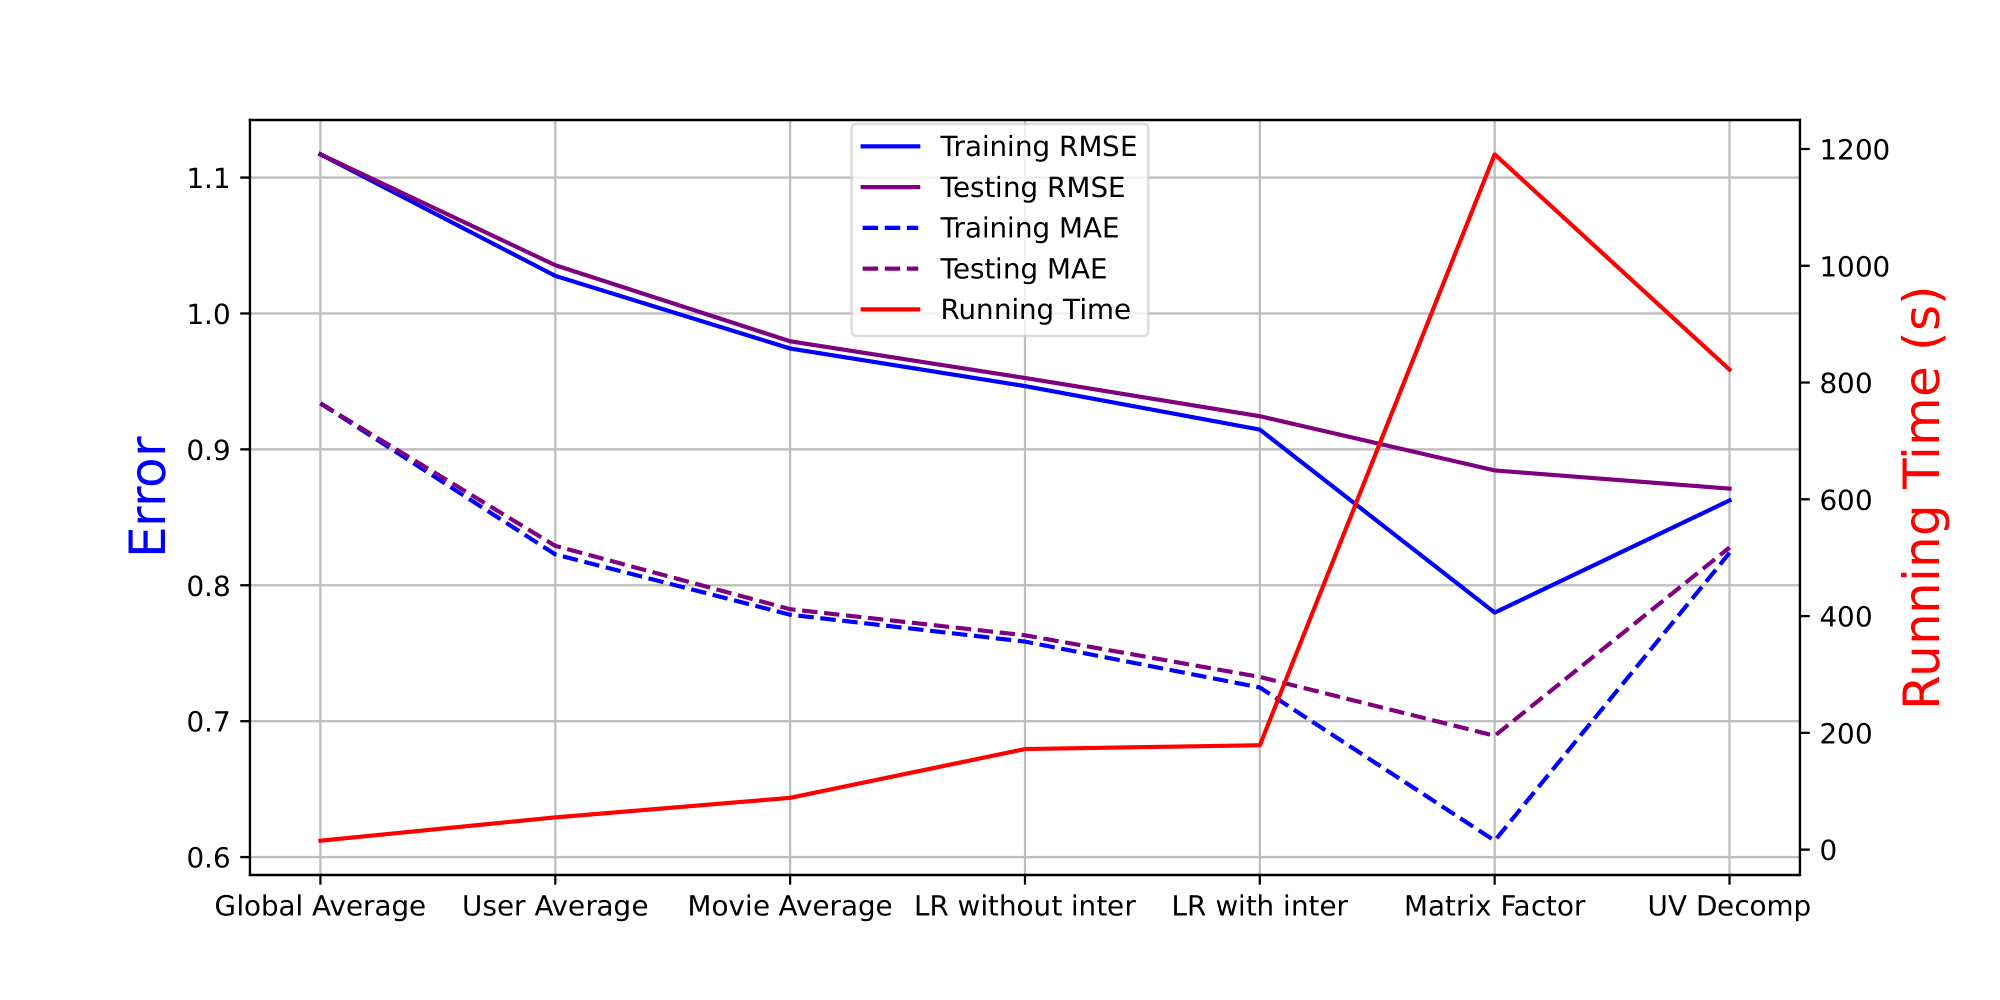 Training RMSE
Testing RMSE
Training MAE
Testing MAE
Running Time
Error
1.1
1.0
0.9
0.8
0.7
0.6
1200
1000
800
600
400
200
0
Running Time (s)
Global Average
User Average
Movie Average
LR without inter
LR with inter
Matrix Factor
UV Decomp